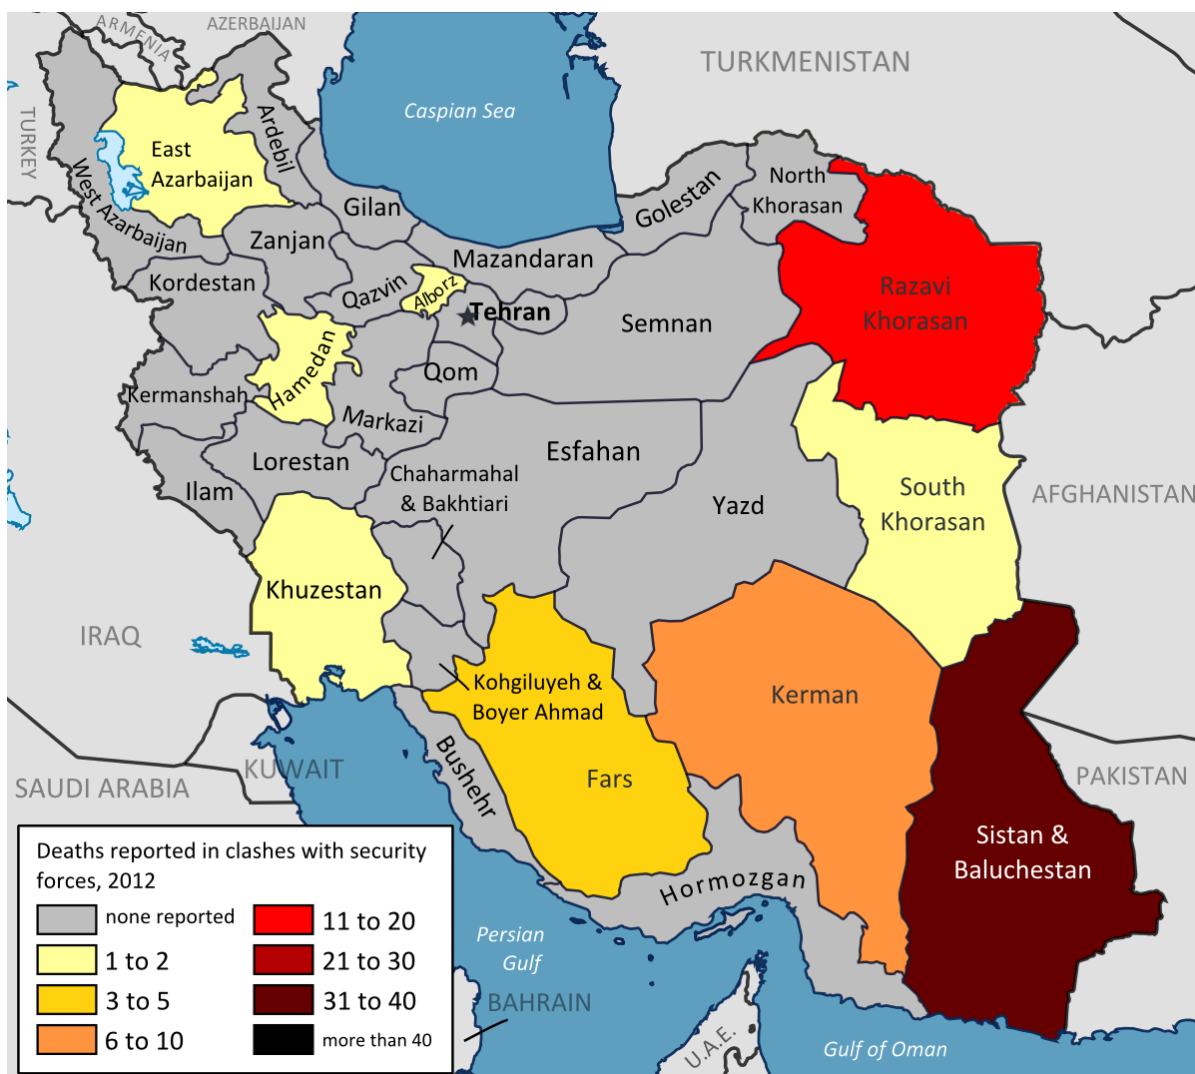 ARMENIA
AZERBAIJAN
TURKMENISTAN
Caspian Sea
TURKEY
East
Azarbaijan
Ardebil
West Azarbaijan
Gilan
Golestan
North
Khorasan
Zanjan
Mazandaran
Kordestan
Qazvin
Alborz
Tehran
Semnan
Razavi
Khorasan
Hamedan
Qom
Kermanshah
Markazi
Esfahan
Lorestan
Chaharmahal
& Bakhtiari
Ilam
Yazd
South
Khorasan
AFGHANISTAN
Khuzestan
IRAQ
Kohgiluyeh &
Boyer Ahmad
Kerman
Bushehr
Fars
KUWAIT
SAUDI ARABIA
PAKISTAN
Sistan &
Baluchestan
Hormozgan
Persian
Gulf
BAHRAIN
U.A.E.
Gulf of Oman
Deaths reported in clashes with security
forces, 2012
none reported
1 to 2
3 to 5
6 to 10
11 to 20
21 to 30
31 to 40
more than 40